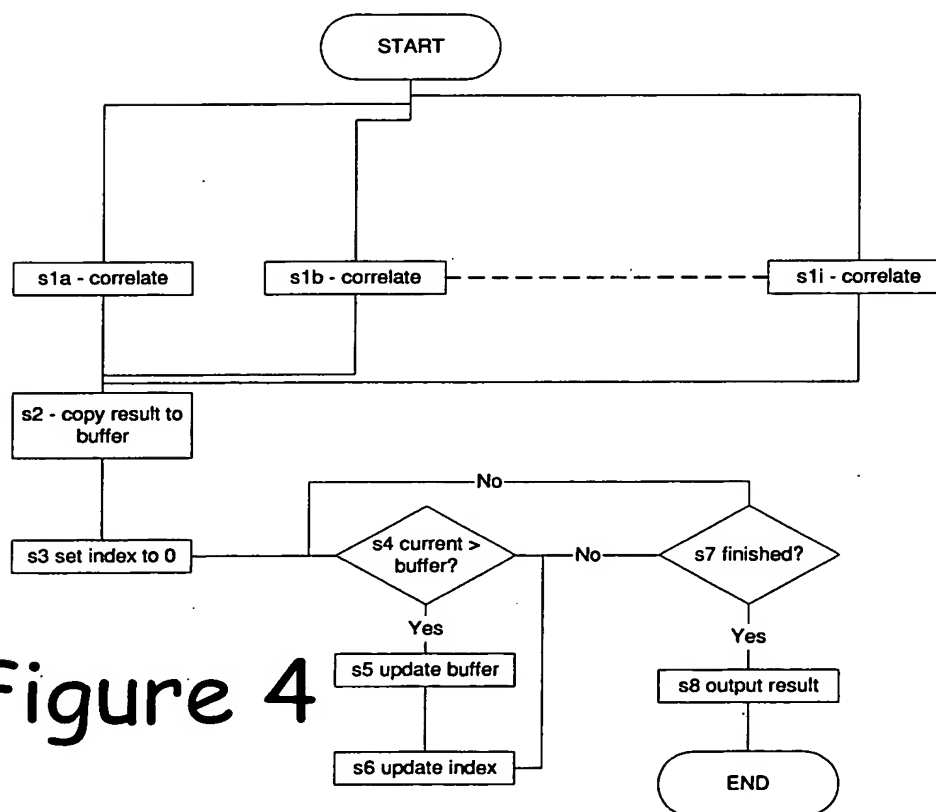 START
s1a - correlate
s1b - correlate
s1i - correlate
s2 - copy result to
buffer
No
s3 set index to 0
s4 current >
buffer?
No
s7 finished?
Yes
Yes
s5 update buffer
s8 output result
Figure 4
s6 update index
END